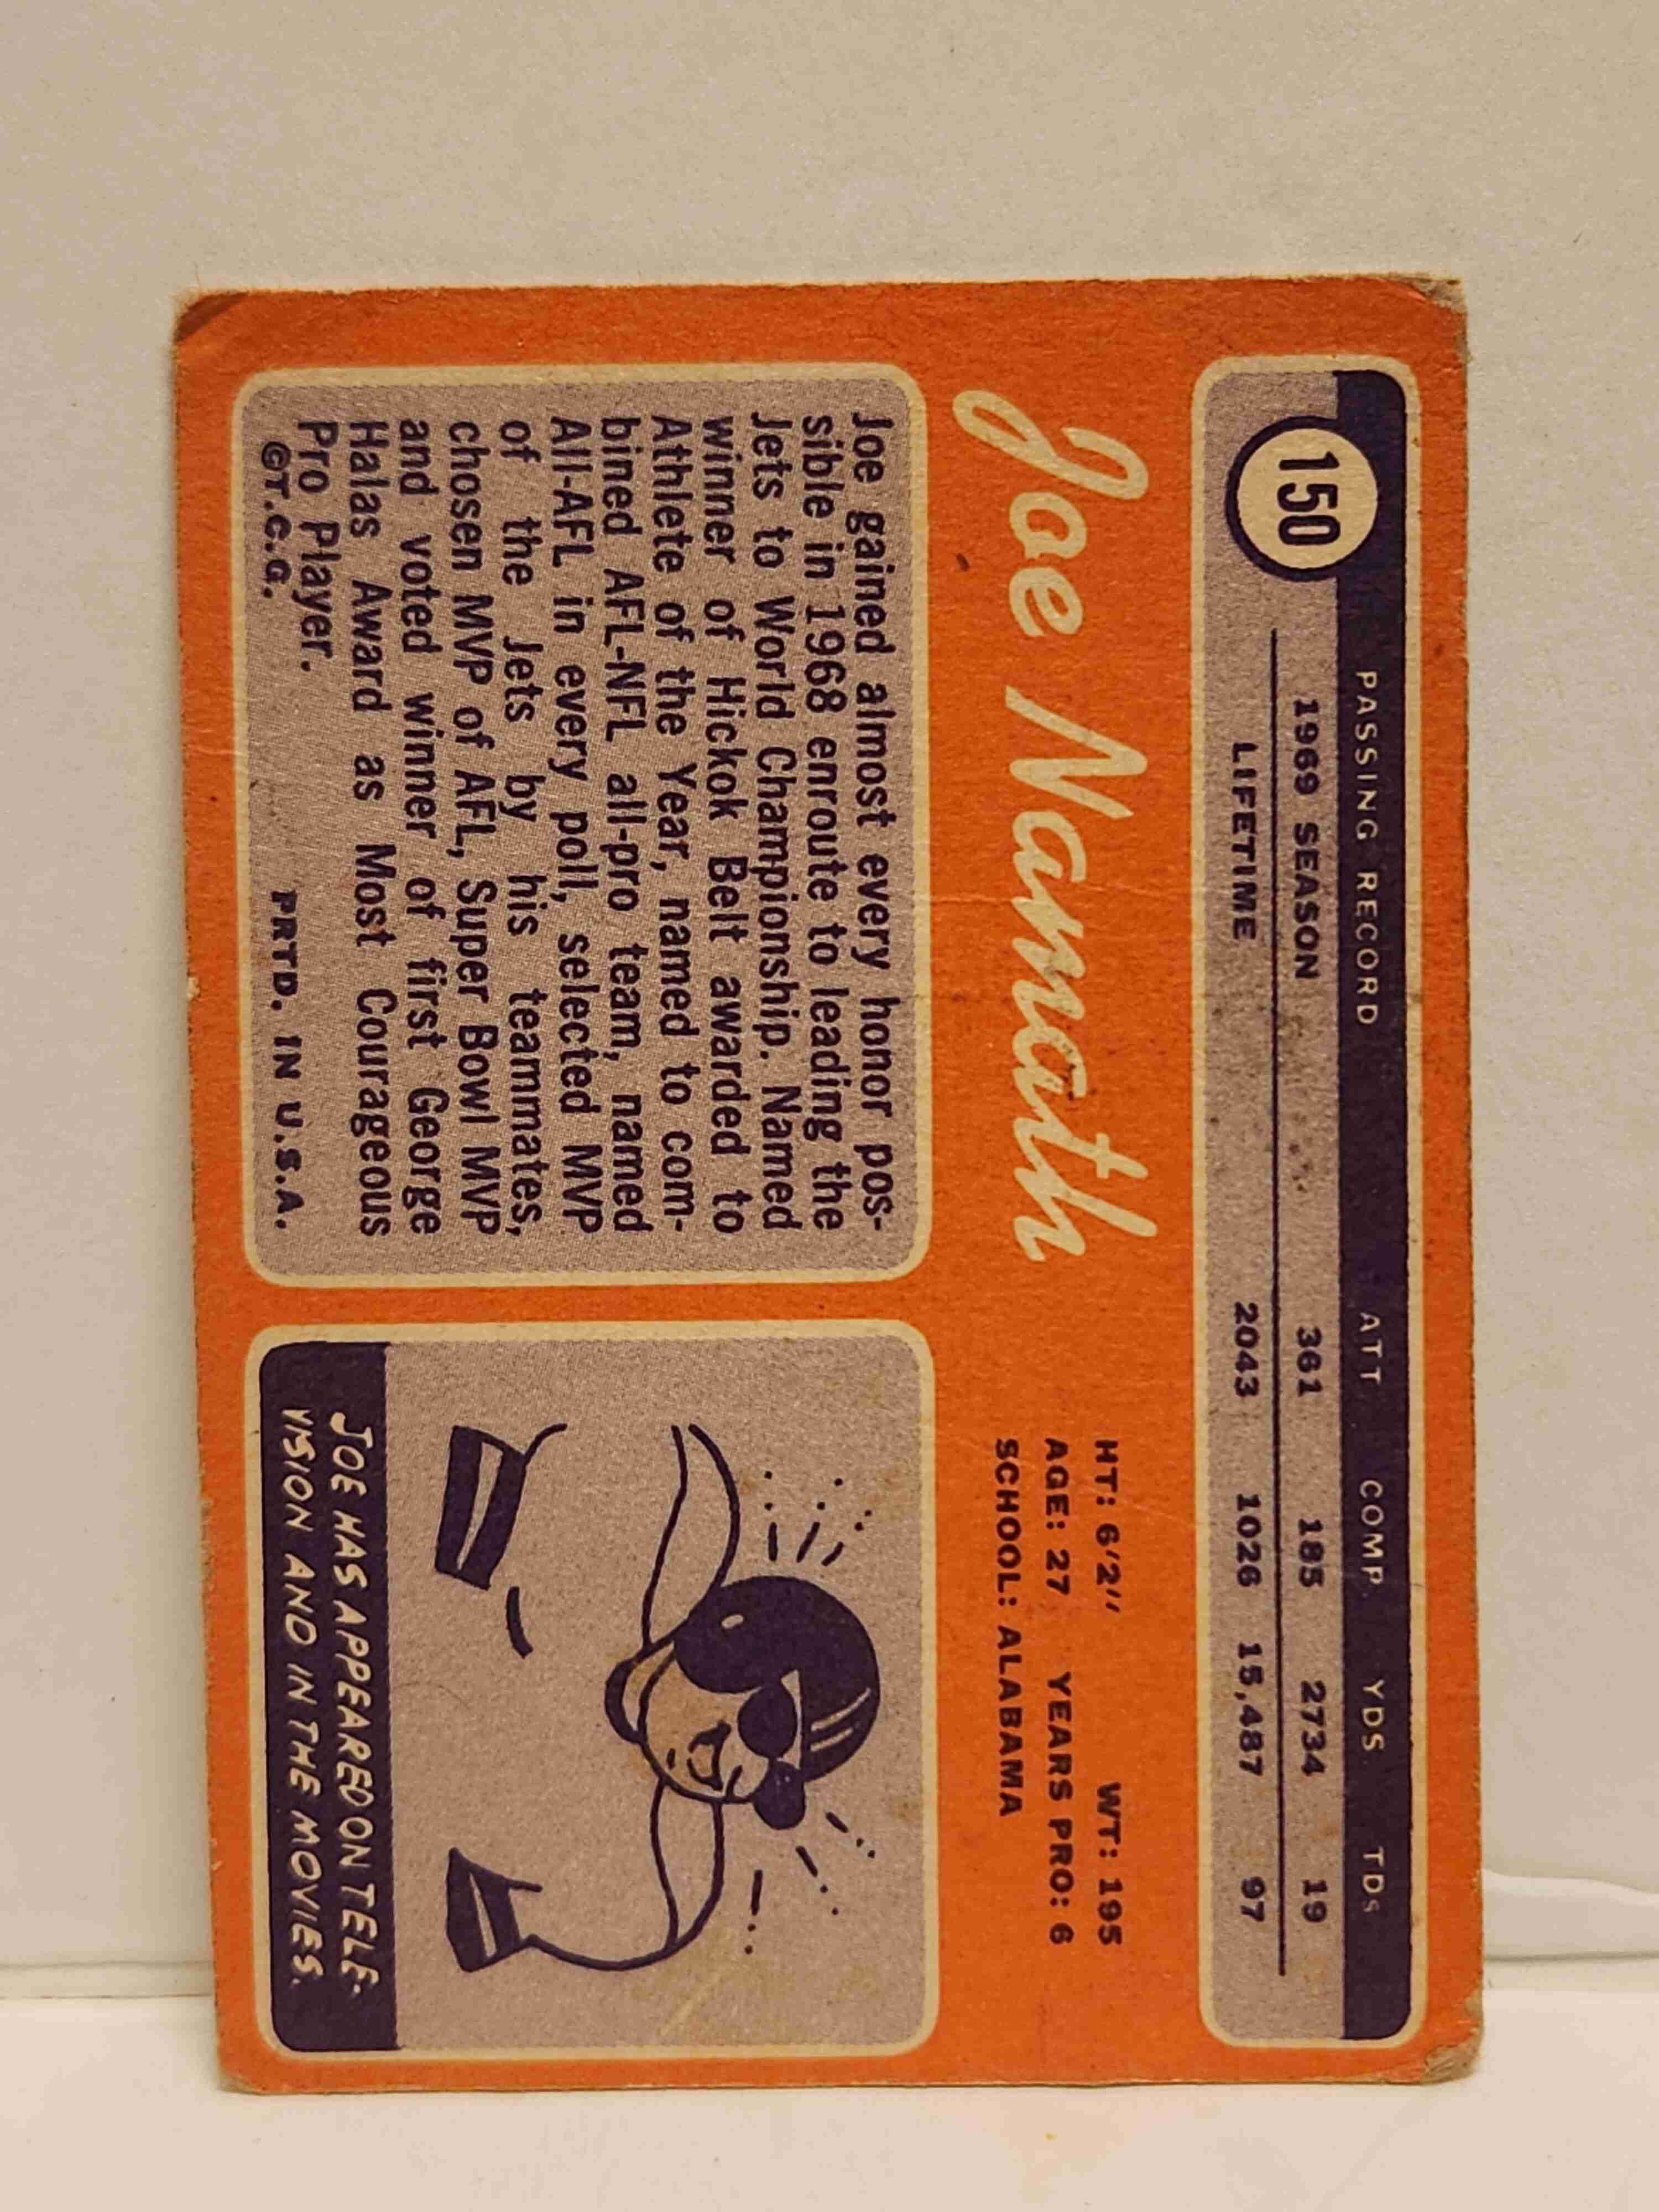 150
PASSING RECORD ATT COMP. YDS. TDs
1969 SEASON 361 185 2734 19
LIFETIME 2043 1026 15,487 97
Joe Namath
HT: 6'2" WT: 195
AGE: 27 YEARS PRO: 6
SCHOOL: ALABAMA
Joe gained almost every honor pos-
sible in 1968 enroute to leading the
Jets to World Championship. Named
winner of Hickok Belt awarded to
Athlete of the Year, named to com-
bined AFL-NFL all-pro team, named
All-AFL in every poll, selected MVP
of the Jets by his teammates,
chosen MVP of AFL, Super Bowl MVP
and voted winner of first George
Halas Award as Most Courageous
Pro Player.
©T.C.G. PRTD. IN U.S.A.
JOE HAS APPEARED ON TELE-
VISION AND IN THE MOVIES.